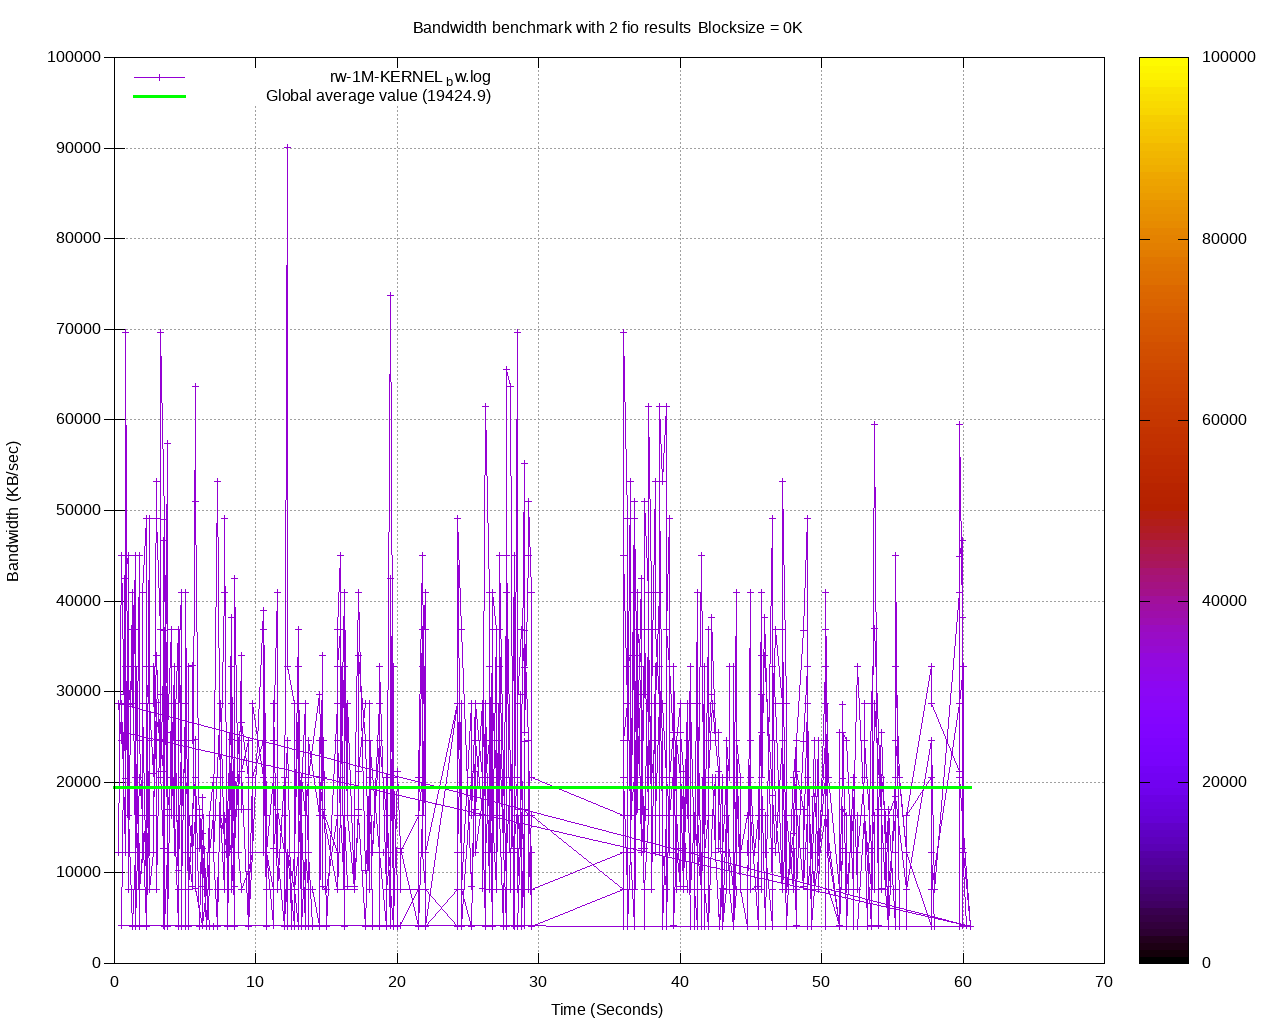 Bandwidth benchmark with 2 fio results Blocksize = 0K
rw-1M-KERNEL_bw.log
Global average value (19424.9)
100000
90000
80000
70000
60000
50000
40000
30000
20000
10000
0
Bandwidth (KB/sec)
0 10 20 30 40 50 60 70
Time (Seconds)
100000
80000
60000
40000
20000
0